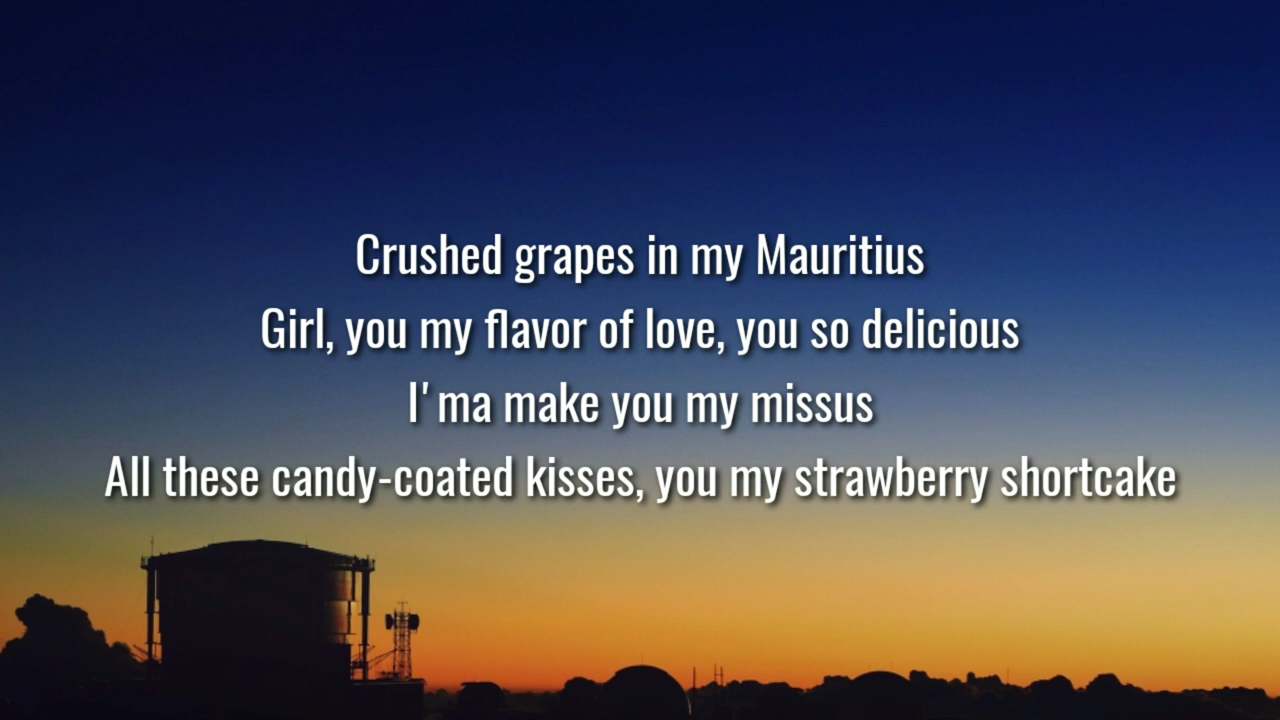 Crushed grapes in my Mauritius
Girl, you my flavor of love, you so delicious
I'ma make you my missus
All these candy-coated kisses, you my strawberry shortcake